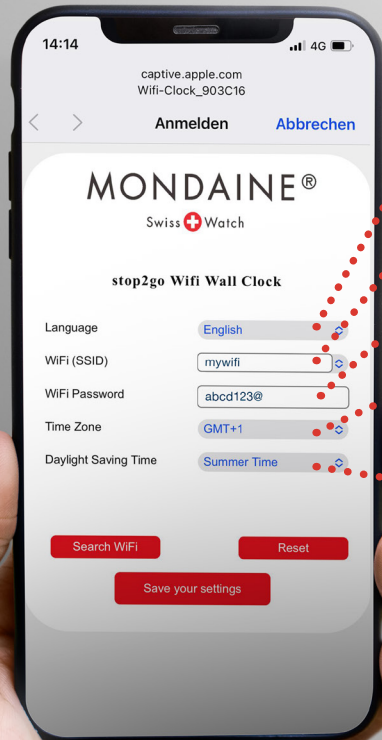 14:14
4G
captive.apple.com
Wifi-Clock_903C16
Anmelden
Abbrechen
MONDAINE®
Swiss Watch
stop2go Wifi Wall Clock
Language English
WiFi (SSID) mywifi
WiFi Password abcd123@
Time Zone GMT+1
Daylight Saving Time Summer Time
Search WiFi Reset
Save your settings